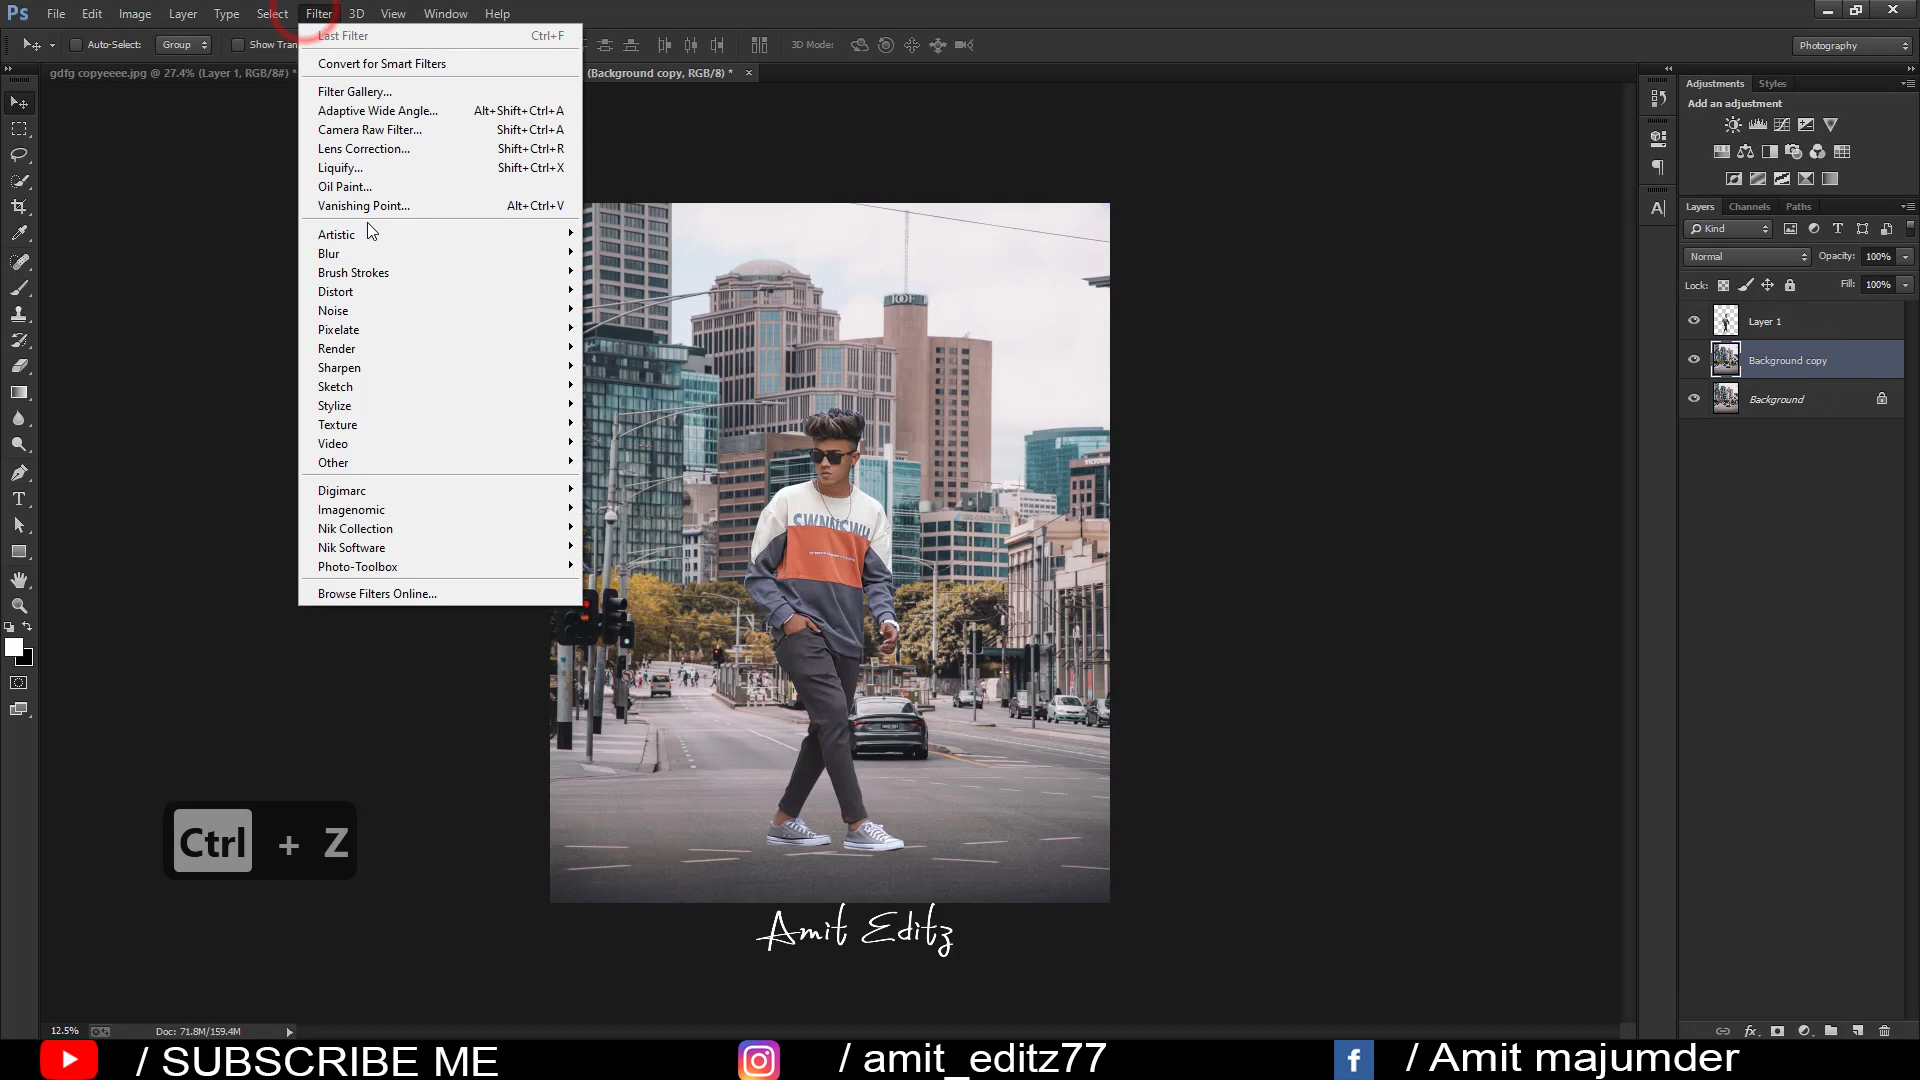 Ps File Edit Image Layer Type Select Filter 3D View Window Help
Auto-Select: Group Show Tran 3D Mode: Photography
gdfg copyeeee.jpg @ 27.4% (Layer 1, RGB/8#) * (Background copy, RGB/8) *
Last Filter Ctrl+F
Convert for Smart Filters
Filter Gallery...
Adaptive Wide Angle... Alt+Shift+Ctrl+A
Camera Raw Filter... Shift+Ctrl+A
Lens Correction... Shift+Ctrl+R
Liquify... Shift+Ctrl+X
Oil Paint...
Vanishing Point... Alt+Ctrl+V
Artistic
Blur
Brush Strokes
Distort
Noise
Pixelate
Render
Sharpen
Sketch
Stylize
Texture
Video
Other
Digimarc
Imagenomic
Nik Collection
Nik Software
Photo-Toolbox
Browse Filters Online...
Adjustments Styles
Add an adjustment
Layers Channels Paths
Kind
Normal Opacity: 100%
Lock: Fill: 100%
Layer 1
Background copy
Background
Ctrl + Z
Amit Editz
12.5% Doc: 71.8M/159.4M
/ SUBSCRIBE ME / amit_editz77 / Amit majumder